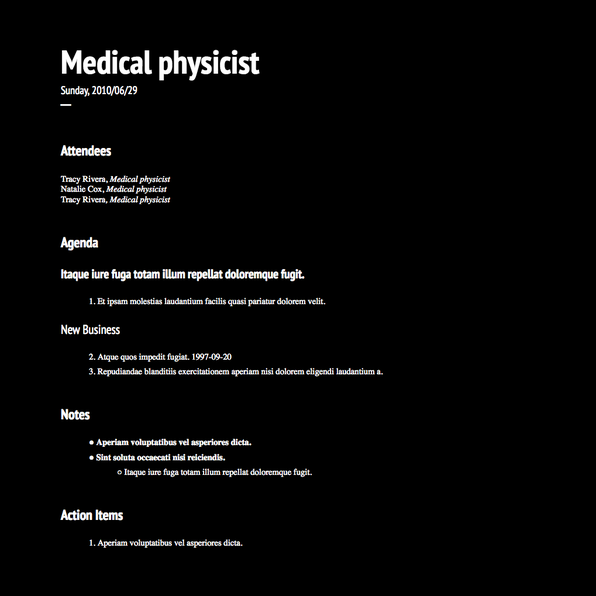 Medical physicist
Sunday, 2010/06/29
Attendees
Tracy Rivera, Medical physicist
Natalie Cox, Medical physicist
Tracy Rivera, Medical physicist
Agenda
Itaque iure fuga totam illum repellat doloremque fugit.
1. Et ipsam molestias laudantium facilis quasi pariatur dolorem velit.
New Business
2. Atque quos impedit fugiat. 1997-09-20
3. Repudiandae blanditiis exercitationem aperiam nisi dolorem eligendi laudantium a.
Notes
● Aperiam voluptatibus vel asperiores dicta.
● Sint soluta occaecati nisi reiciendis.
○ Itaque iure fuga totam illum repellat doloremque fugit.
Action Items
1. Aperiam voluptatibus vel asperiores dicta.